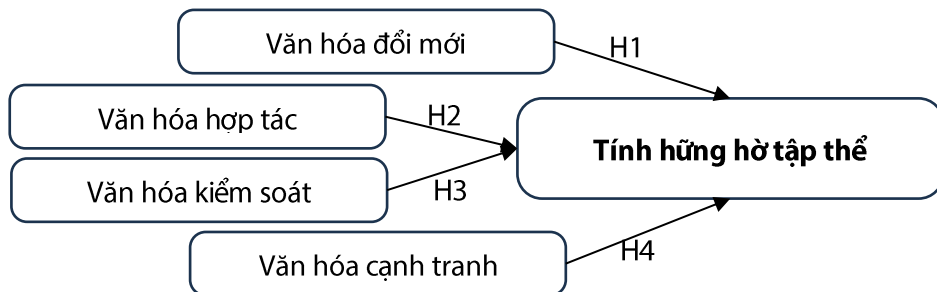 Văn hóa đổi mới
H1
Văn hóa hợp tác
H2
Tính hững hờ tập thể
Văn hóa kiểm soát
H3
Văn hóa cạnh tranh
H4